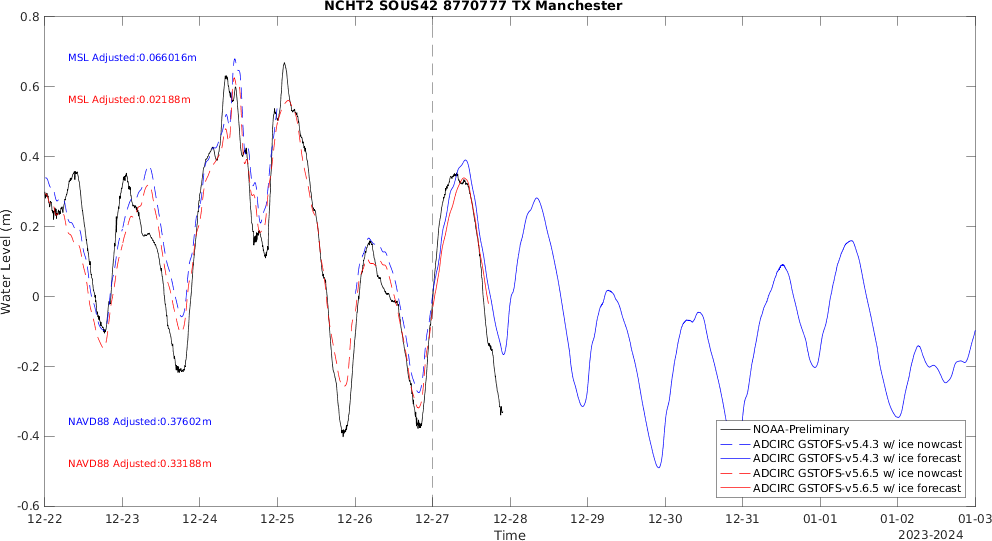 NCHT2 SOUS42 8770777 TX Manchester
0.8
0.6
0.4
0.2
0
-0.2
-0.4
-0.6
Water Level (m)
MSL Adjusted:0.066016m
MSL Adjusted:0.02188m
NAVD88 Adjusted:0.37602m
NAVD88 Adjusted:0.33188m
NOAA-Preliminary
ADCIRC GSTOFS-v5.4.3 w/ ice nowcast
ADCIRC GSTOFS-v5.4.3 w/ ice forecast
ADCIRC GSTOFS-v5.6.5 w/ ice nowcast
ADCIRC GSTOFS-v5.6.5 w/ ice forecast
12-22 12-23 12-24 12-25 12-26 12-27 12-28 12-29 12-30 12-31 01-01 01-02 01-03
Time
2023-2024